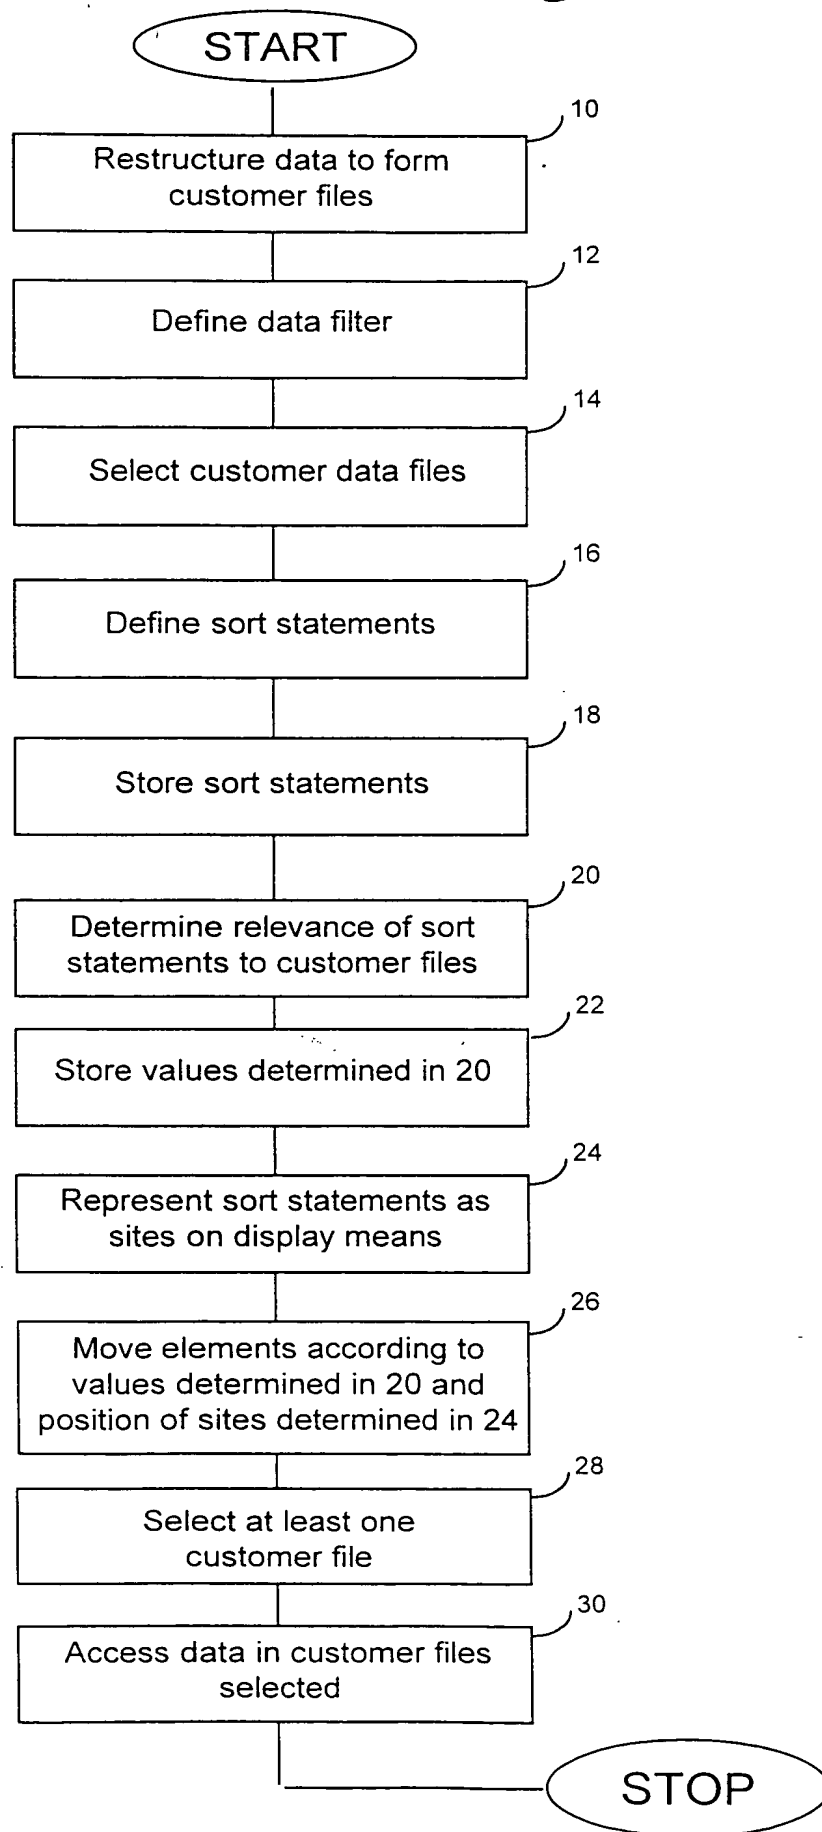 START
10
Restructure data to form
customer files
12
Define data filter
14
Select customer data files
16
Define sort statements
18
Store sort statements
20
Determine relevance of sort
statements to customer files
22
Store values determined in 20
24
Represent sort statements as
sites on display means
26
Move elements according to
values determined in 20 and
position of sites determined in 24
28
Select at least one
customer file
30
Access data in customer files
selected
STOP